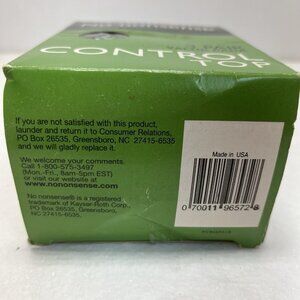 CONTROL
TOP
If you are not satisfied with this product,
launder and return it to Consumer Relations,
PO Box 26535, Greensboro, NC 27415-6535
and we will gladly replace it.
We welcome your comments.
Call 1-800-575-3497
(Mon.-Fri., 8am-5pm EST)
or visit our website at
www.nononsense.com
No nonsense® is a registered
trademark of Kayser-Roth Corp.,
PO Box 26535, Greensboro,
NC 27415-6535.
Made in USA
0 70011 96572 8